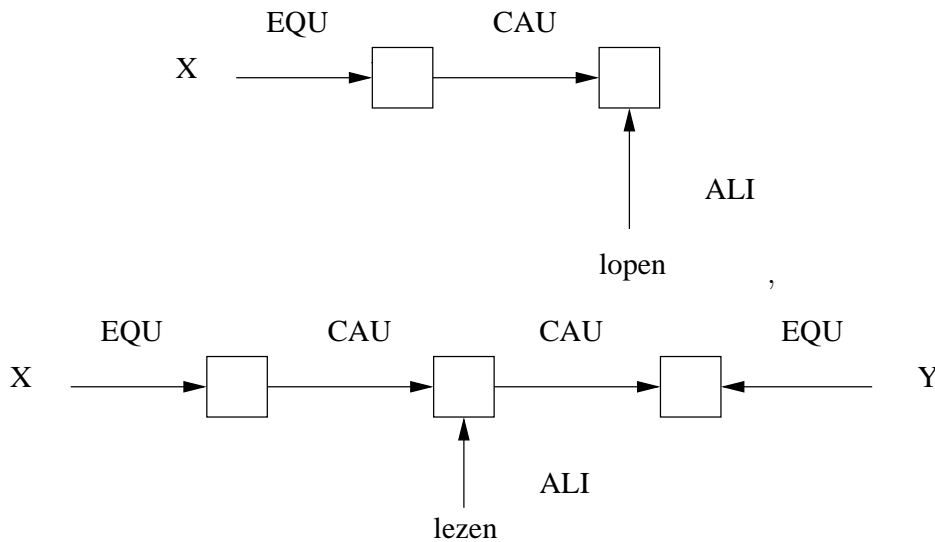 EQU CAU
X
ALI
lopen
,
EQU CAU CAU EQU
X Y
ALI
lezen